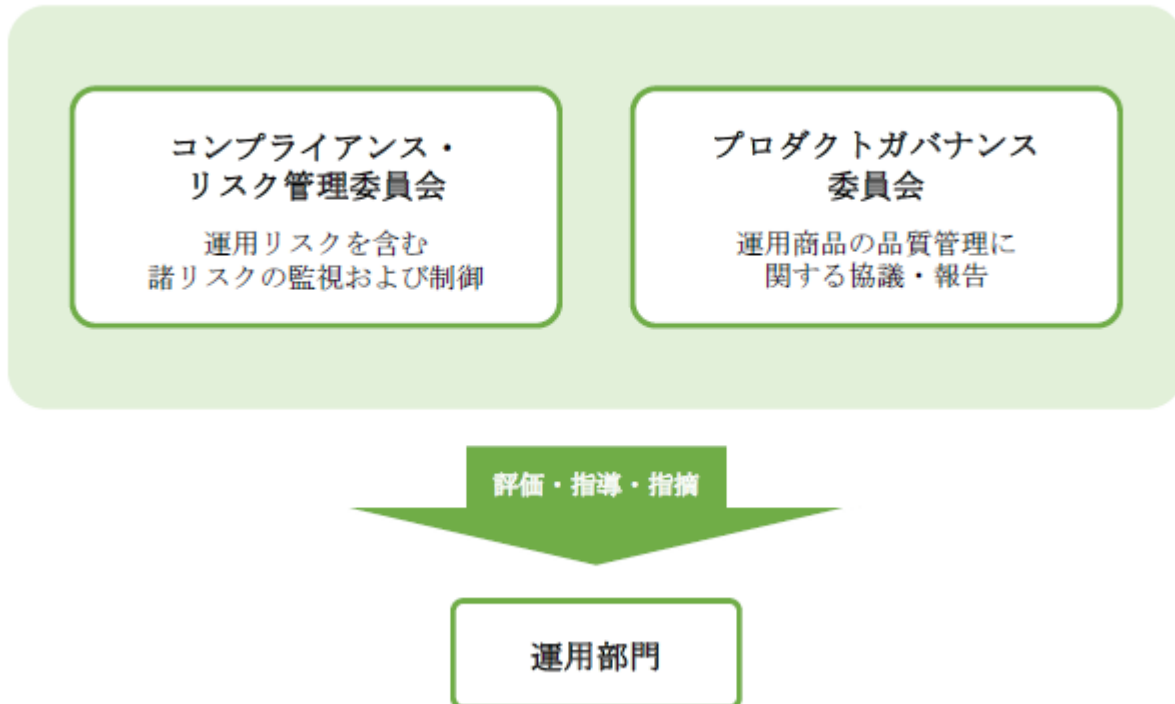 コンプライアンス・
リスク管理委員会
運用リスクを含む
諸リスクの監視および制御
プロダクトガバナンス
委員会
運用商品の品質管理に
関する協議・報告
評価・指導・指摘
運用部門